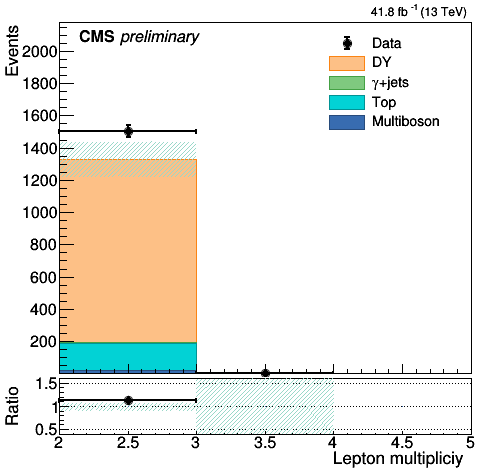 41.8 fb⁻¹ (13 TeV)
CMS preliminary
Events
2000
1800
1600
1400
1200
1000
800
600
400
200
Data
DY
γ+jets
Top
Multiboson
Ratio
1.5
1
0.5
2 2.5 3 3.5 4 4.5 5
Lepton multipliciy